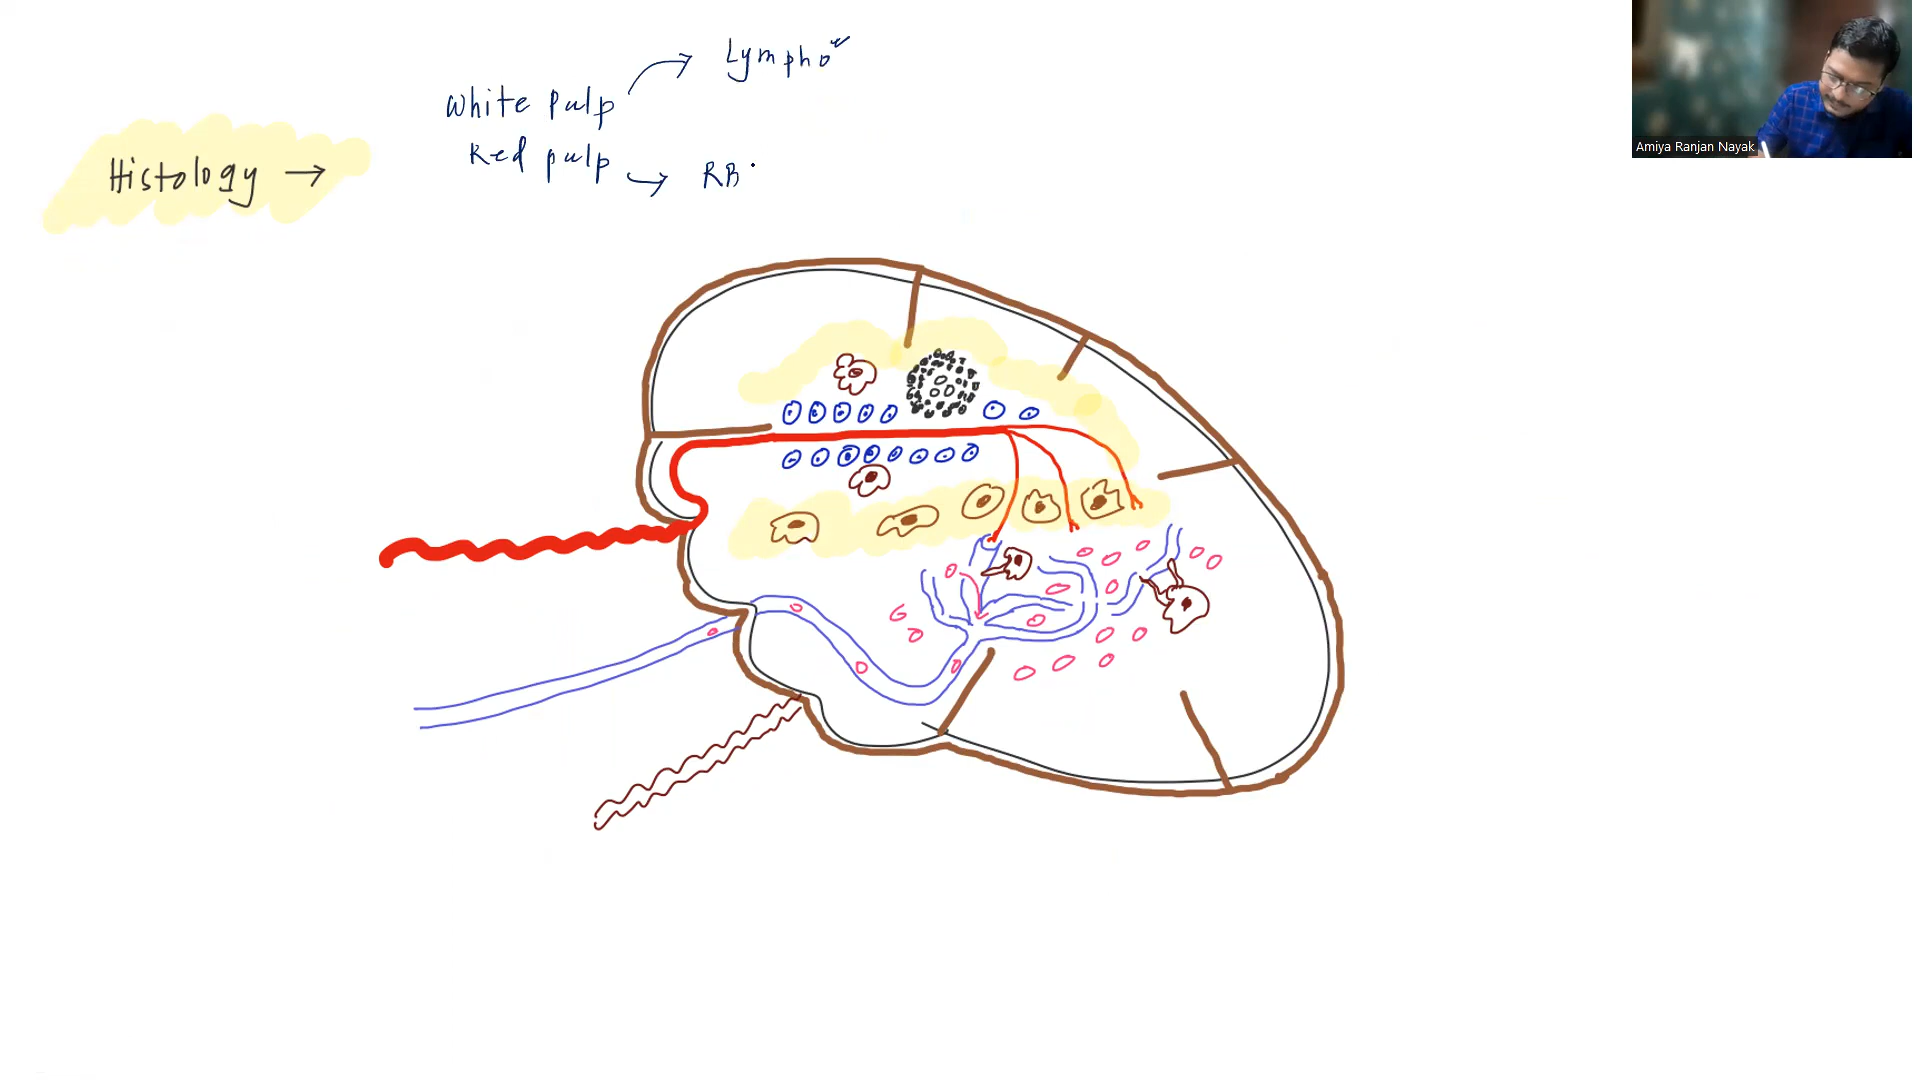 Lympho
White pulp
Red pulp
RB
Histology →
Amiya Ranjan Nayak